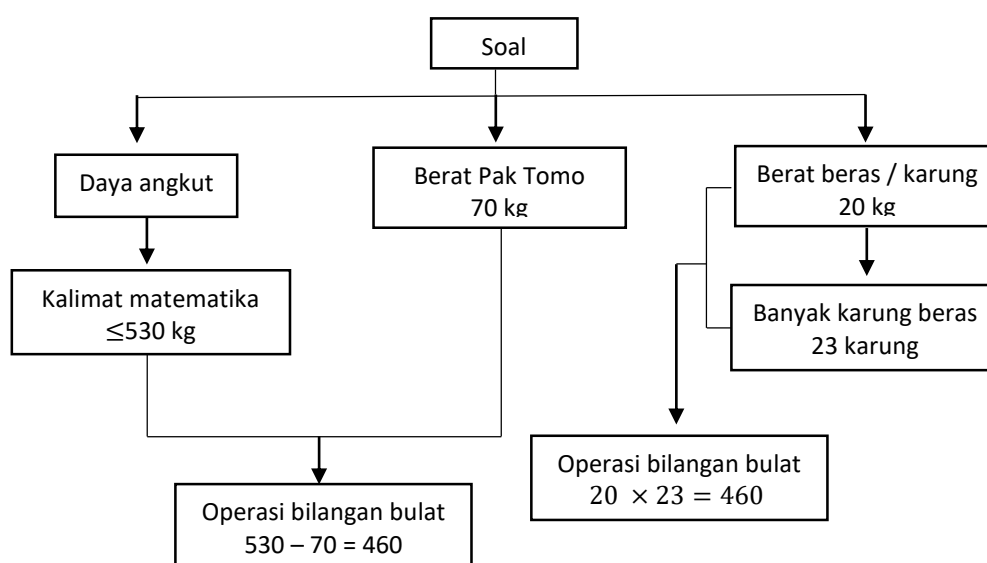 Soal
Daya angkut
Berat Pak Tomo
70 kg
Berat beras / karung
20 kg
Kalimat matematika
≤530 kg
Banyak karung beras
23 karung
Operasi bilangan bulat
20 × 23 = 460
Operasi bilangan bulat
530 – 70 = 460